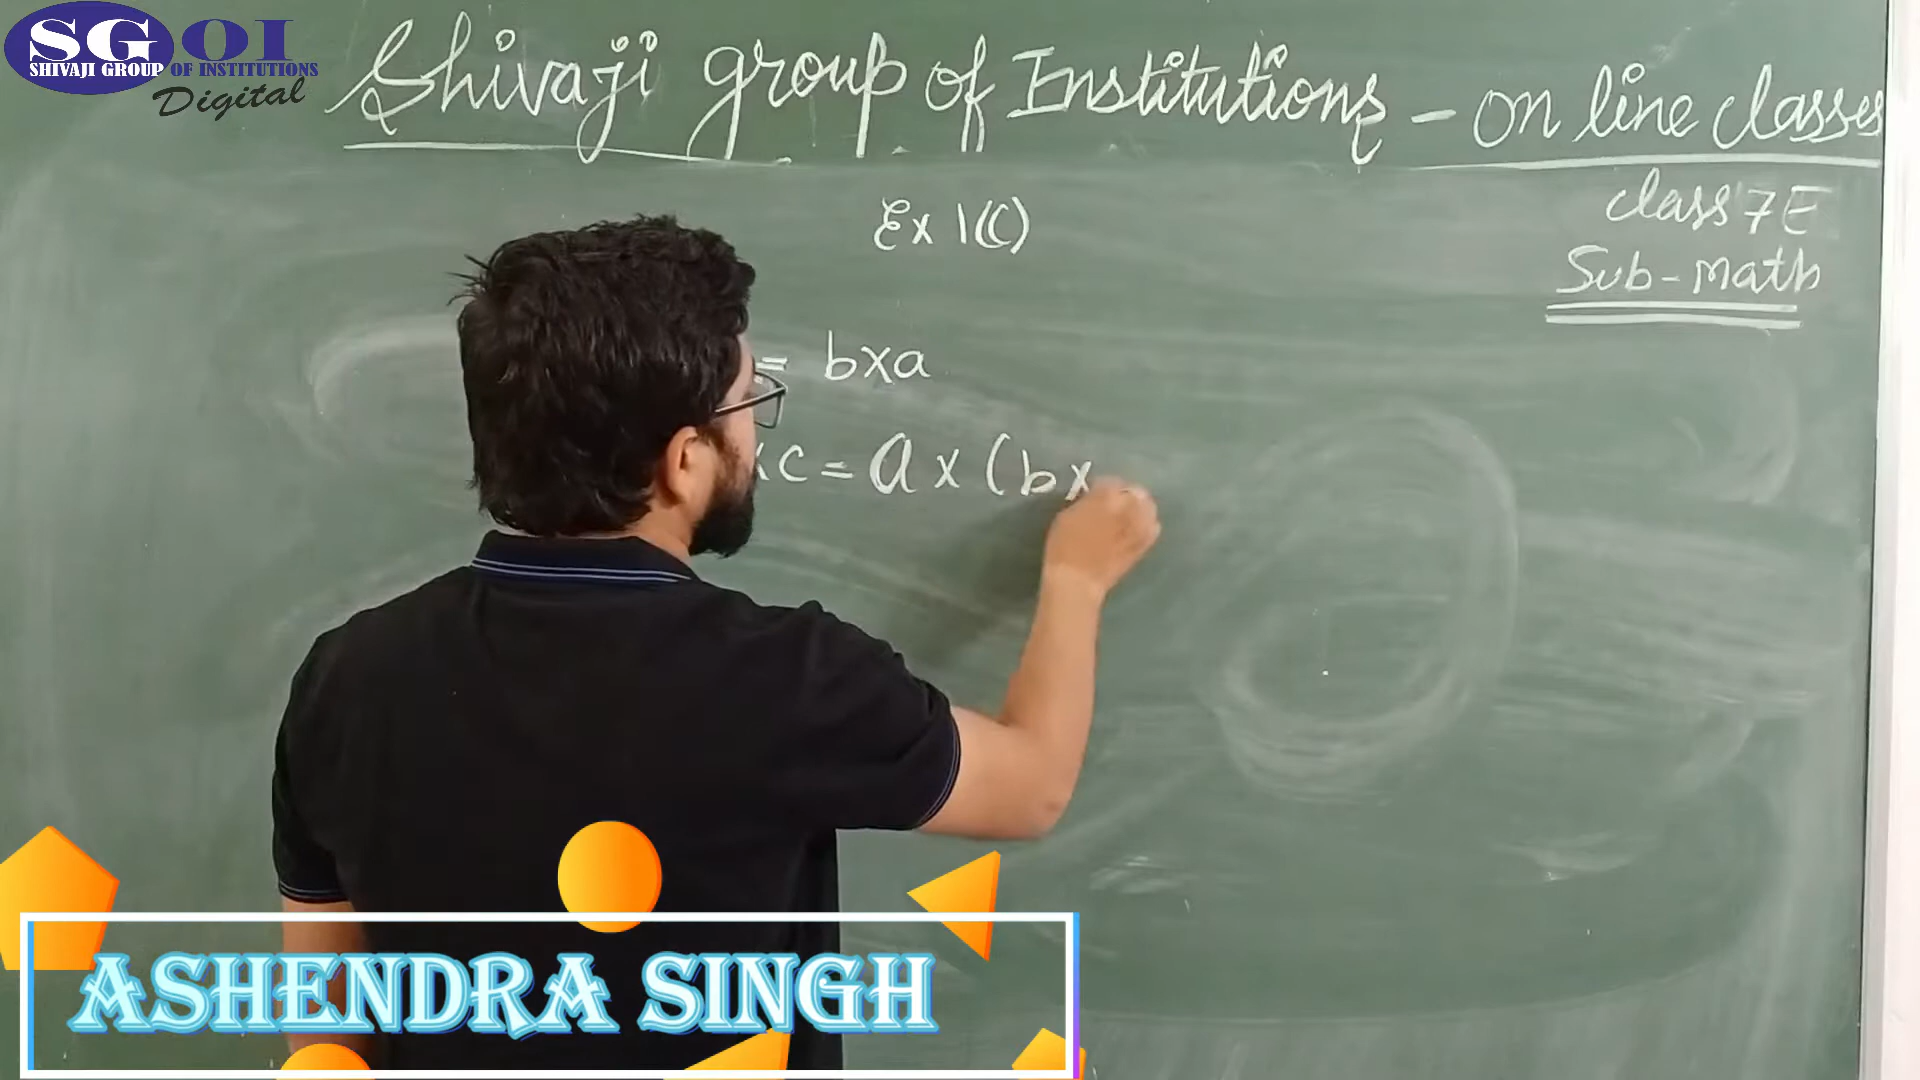 SGOI
SHIVAJI GROUP OF INSTITUTIONS
Digital
Shivaji group of Institutions - on line classes
Ex 1(C)
class 7E
Sub - math
= bxa
x c = a x (bx
ASHENDRA SINGH